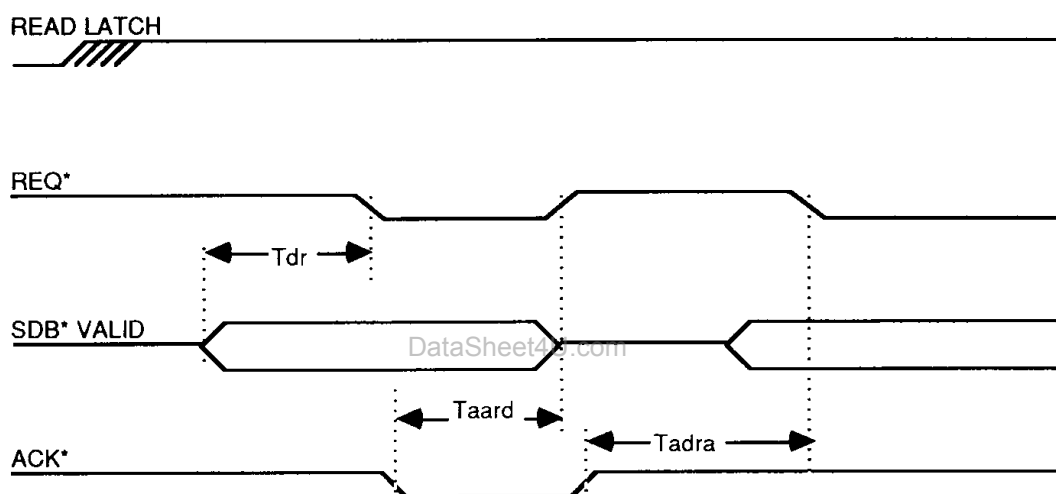 READ LATCH
REQ*
Tdr
SDB* VALID
DataSheet4U.com
Taard
Tadra
ACK*